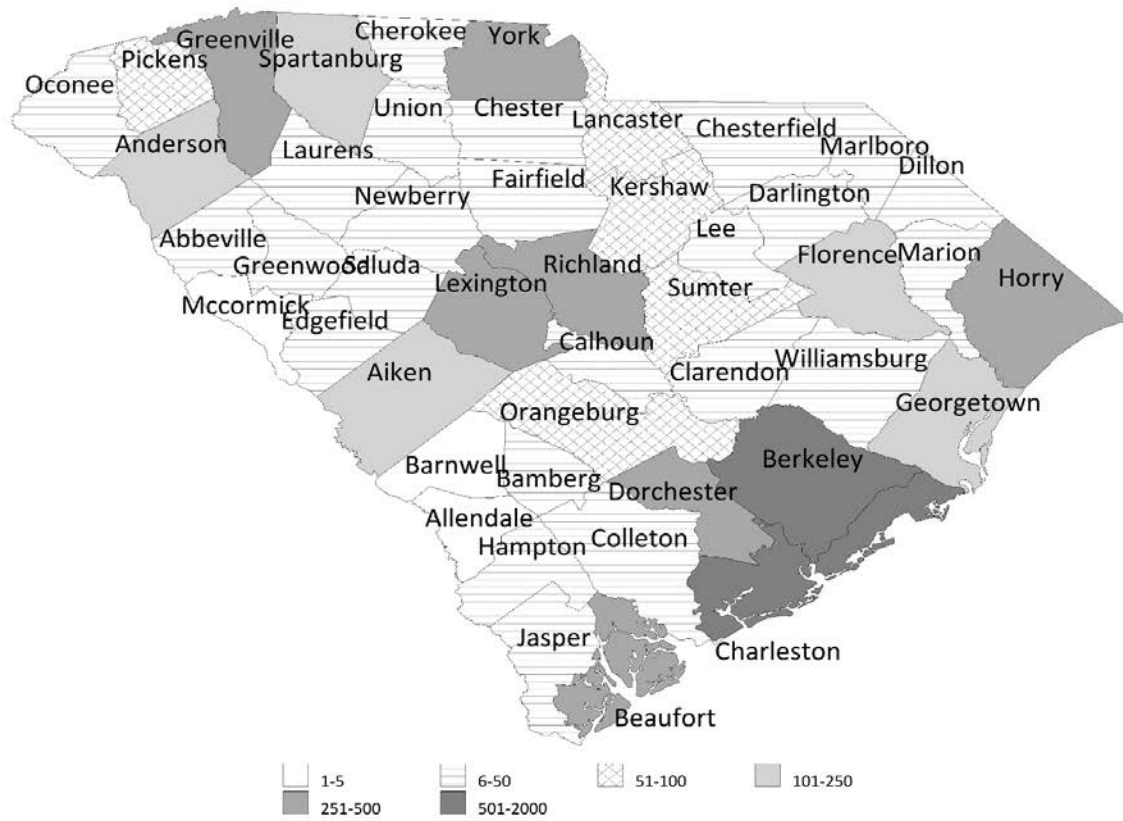 Cherokee
York
Greenville
Spartanburg
Pickens
Oconee
Union
Chester
Lancaster
Chesterfield
Anderson
Laurens
Marlboro
Dillon
Fairfield
Kershaw
Newberry
Darlington
Lee
Abbeville
Greenwood
Saluda
Richland
Florence
Marion
Lexington
Sumter
Horry
Mccormick
Edgefield
Calhoun
Williamsburg
Aiken
Clarendon
Georgetown
Orangeburg
Berkeley
Barnwell
Bamberg
Dorchester
Allendale
Hampton
Colleton
Jasper
Charleston
Beaufort
1-5
6-50
51-100
101-250
251-500
501-2000